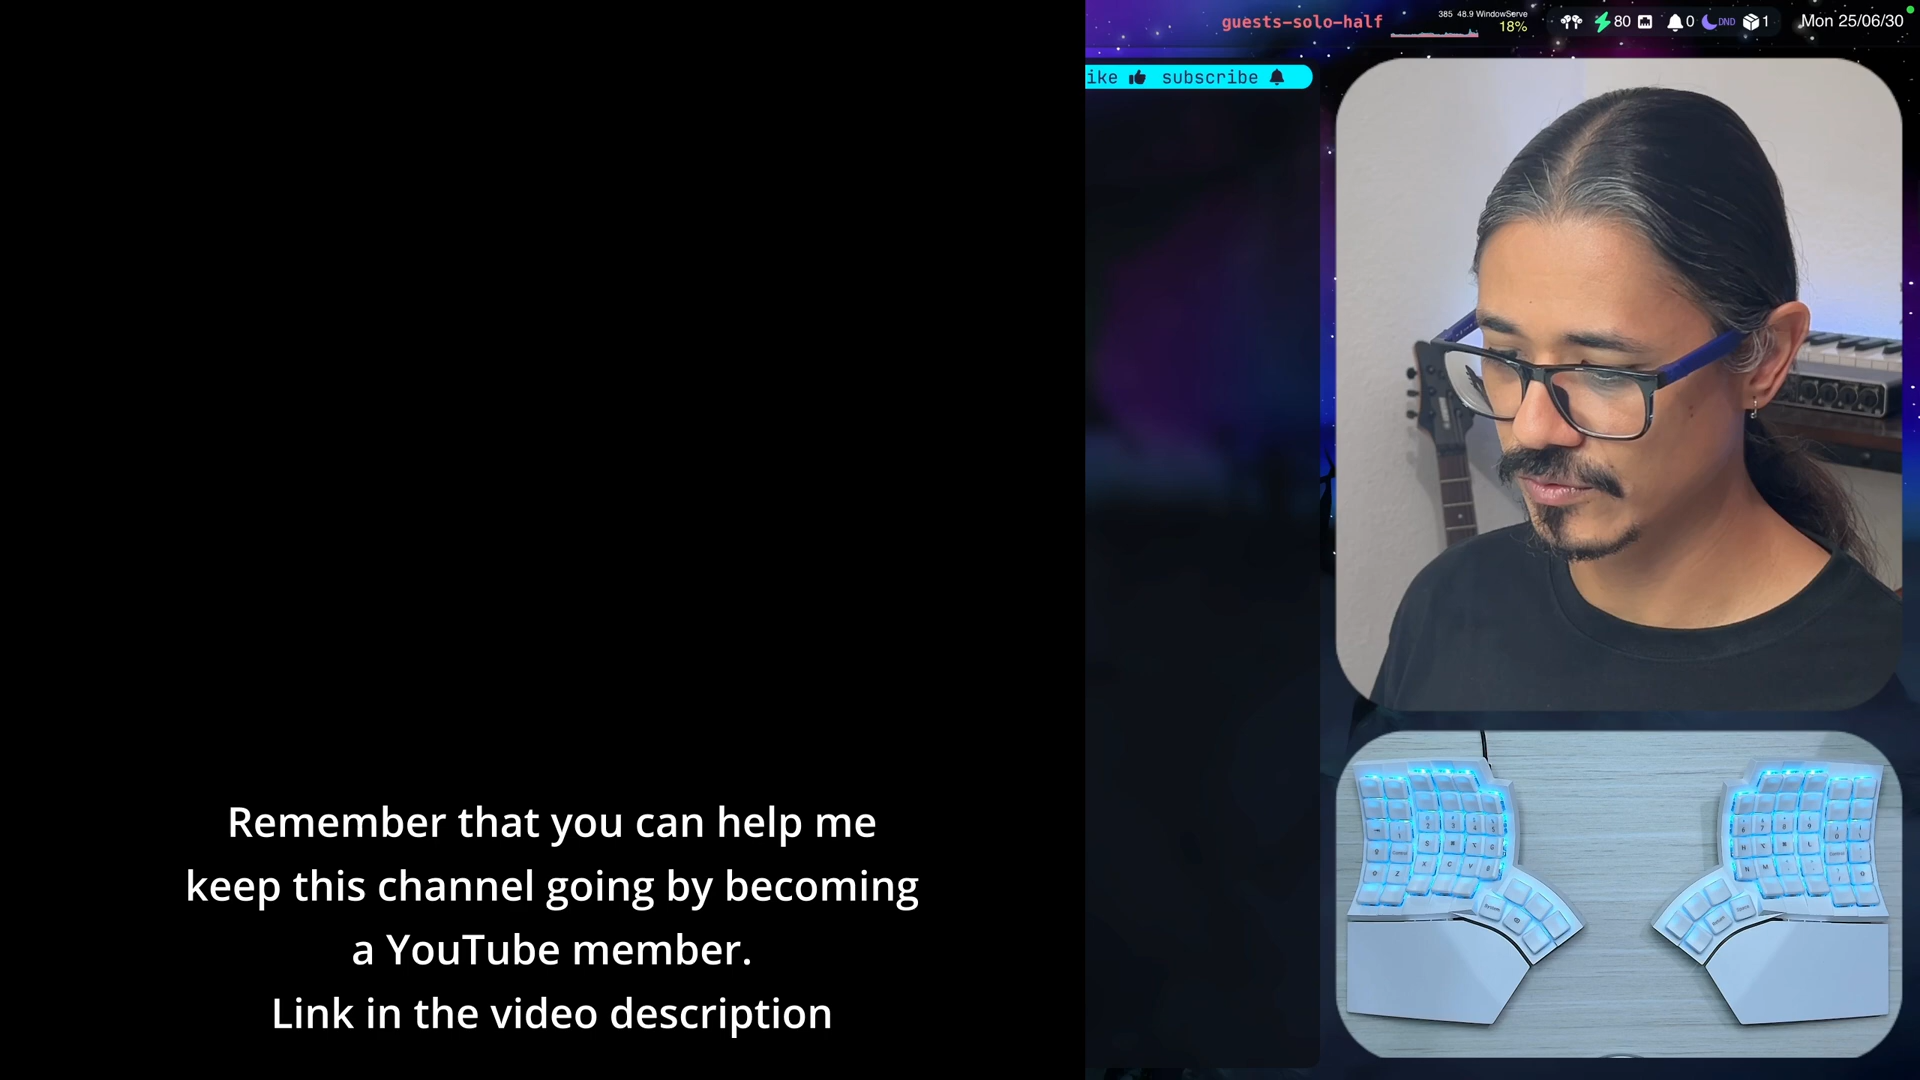 guests-solo-half
385 48.9 WindowServe
18%
80
0
DND
1
Mon 25/06/30
ike subscribe
Remember that you can help me
keep this channel going by becoming
a YouTube member.
Link in the video description